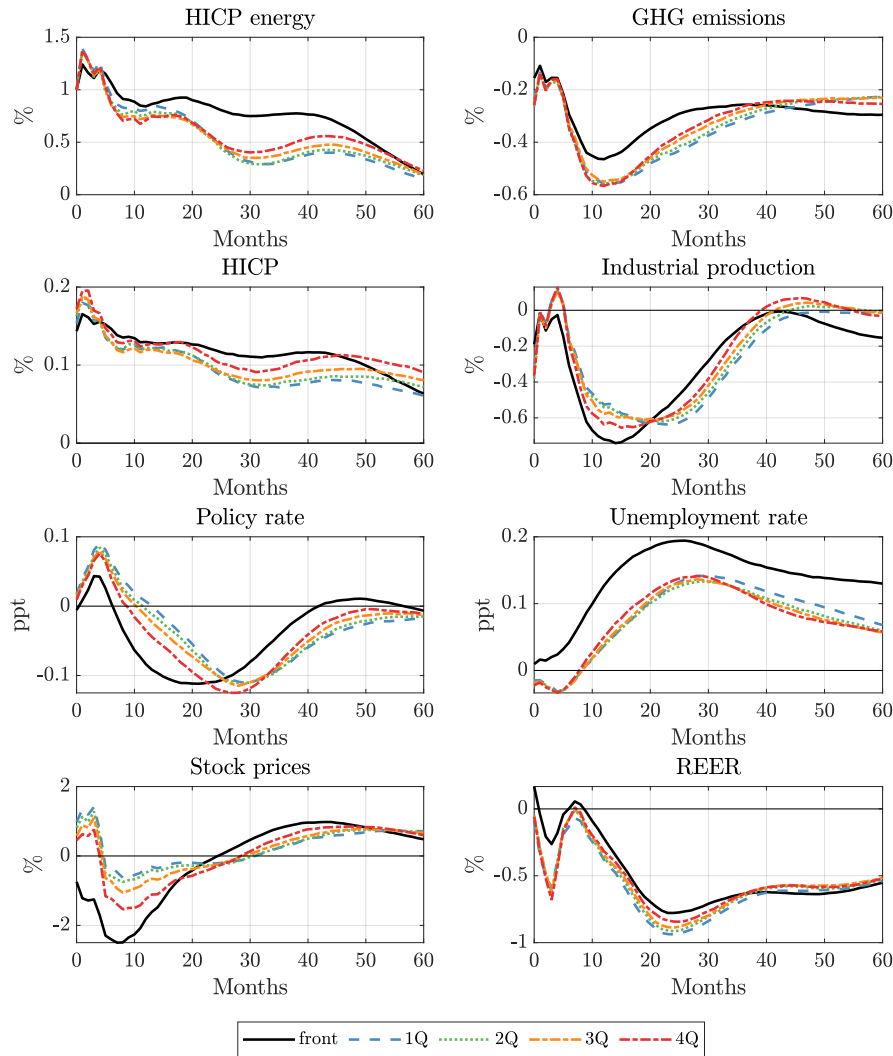 HICP energy
1.5
1
0.5
0
%
0 10 20 30 40 50 60
Months
GHG emissions
0
-0.2
-0.4
-0.6
%
0 10 20 30 40 50 60
Months
HICP
0.2
0.1
0
%
0 10 20 30 40 50 60
Months
Industrial production
0
-0.2
-0.4
-0.6
%
0 10 20 30 40 50 60
Months
Policy rate
0.1
0
-0.1
ppt
0 10 20 30 40 50 60
Months
Unemployment rate
0.2
0.1
0
ppt
0 10 20 30 40 50 60
Months
Stock prices
2
0
-2
%
0 10 20 30 40 50 60
Months
REER
0
-0.5
-1
%
0 10 20 30 40 50 60
Months
front 1Q 2Q 3Q 4Q